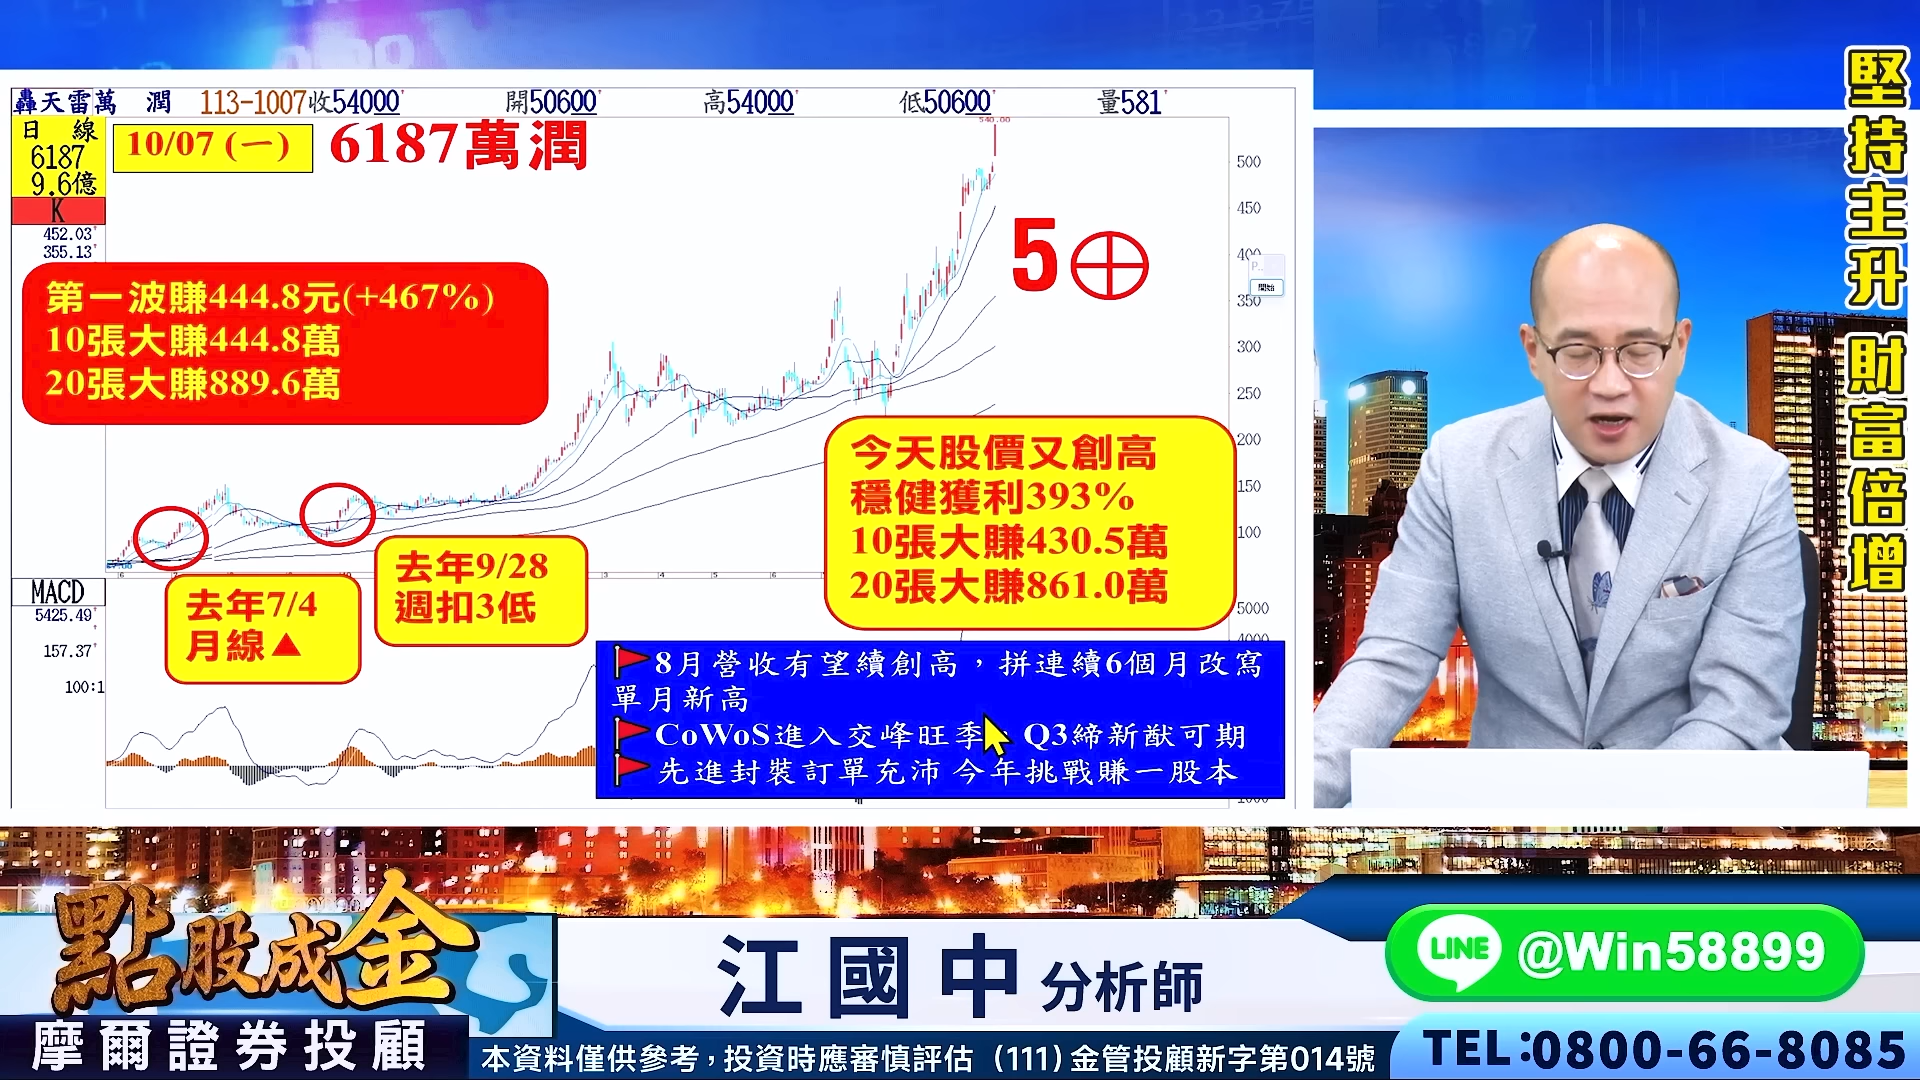 轟天雷萬 潤 113-1007收54000 開50600 高54000 低50600 量581
日 線
6187
9.6億
K
452.03
355.13
10/07 (一)
6187萬潤
540.00
500
450
400
350
300
250
200
150
100
5
開始
第一波賺444.8元(+467%)
10張大賺444.8萬
20張大賺889.6萬
今天股價又創高
穩健獲利393%
10張大賺430.5萬
20張大賺861.0萬
去年9/28
週扣3低
去年7/4
月線▲
MACD
5425.49
157.37
100:1
5000
4000
8月營收有望續創高，拼連續6個月改寫
單月新高
CoWoS進入交峰旺季 Q3締新猷可期
先進封裝訂單充沛 今年挑戰賺一股本
堅持主升 財富倍增
點股成金
摩爾證券投顧
江國中 分析師
本資料僅供參考，投資時應審慎評估 (111) 金管投顧新字第014號
LINE @Win58899
TEL:0800-66-8085